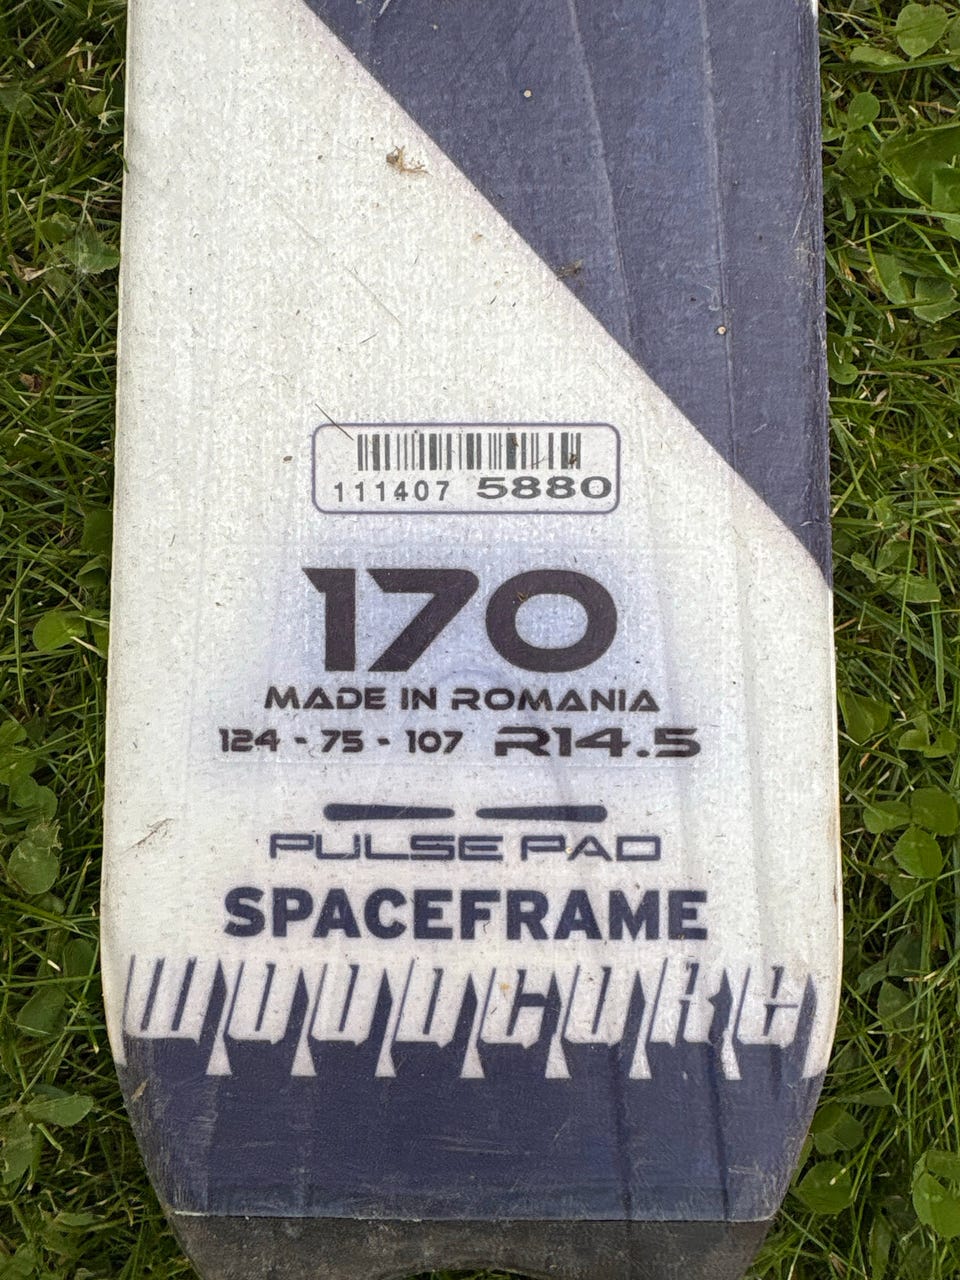 111407 5880
170
MADE IN ROMANIA
124 - 75 - 107 R14.5
PULSE PAD
SPACEFRAME
WOODCORE